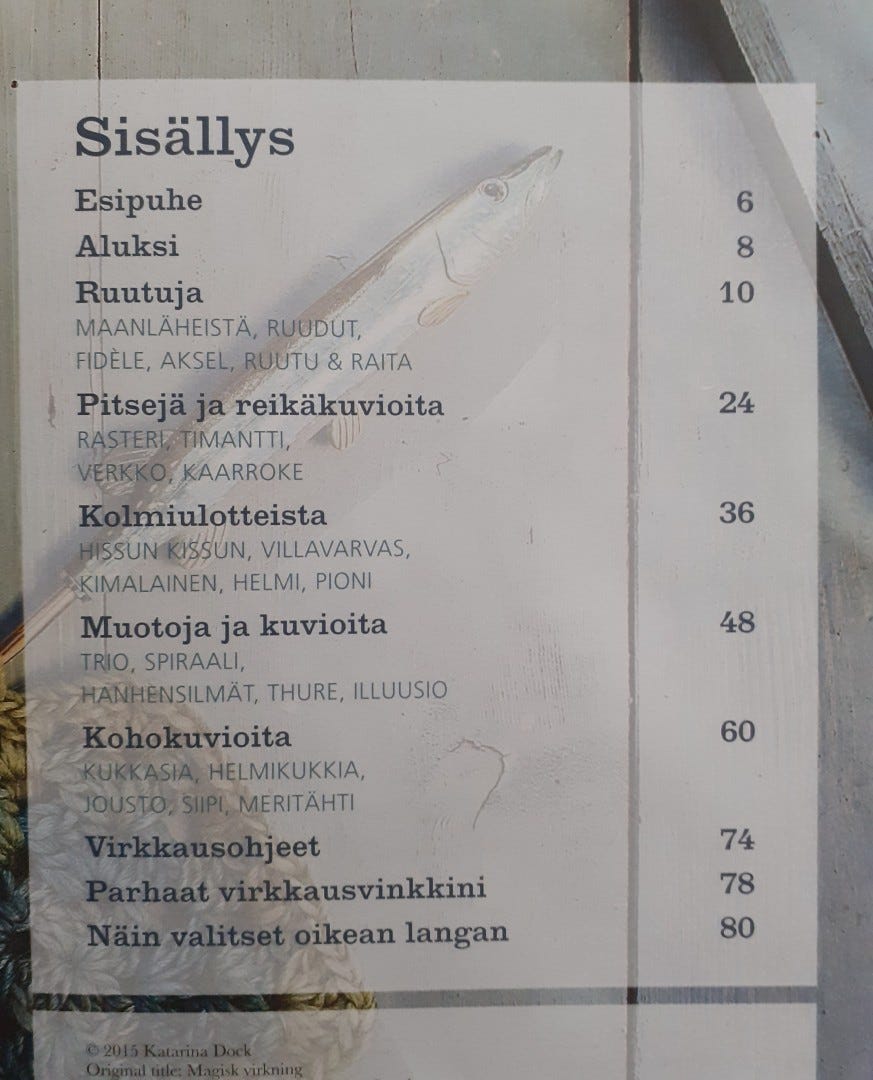 Sisällys
Esipuhe 6
Aluksi 8
Ruutuja 10
MAANLÄHEISTÄ, RUUDUT,
FIDÈLE, AKSEL, RUUTU & RAITA
Pitsejä ja reikäkuvioita 24
RASTERI, TIMANTTI,
VERKKO, KAARROKE
Kolmiulotteista 36
HISSUN KISSUN, VILLAVARVAS,
KIMALAINEN, HELMI, PIONI
Muotoja ja kuvioita 48
TRIO, SPIRAALI,
HANHENSILMÄT, THURE, ILLUUSIO
Kohokuvioita 60
KUKKASIA, HELMIKUKKIA,
JOUSTO, SIIPI, MERITÄHTI
Virkkausohjeet 74
Parhaat virkkausvinkkini 78
Näin valitset oikean langan 80
© 2015 Katarina Dock
Original title: Magisk virkning